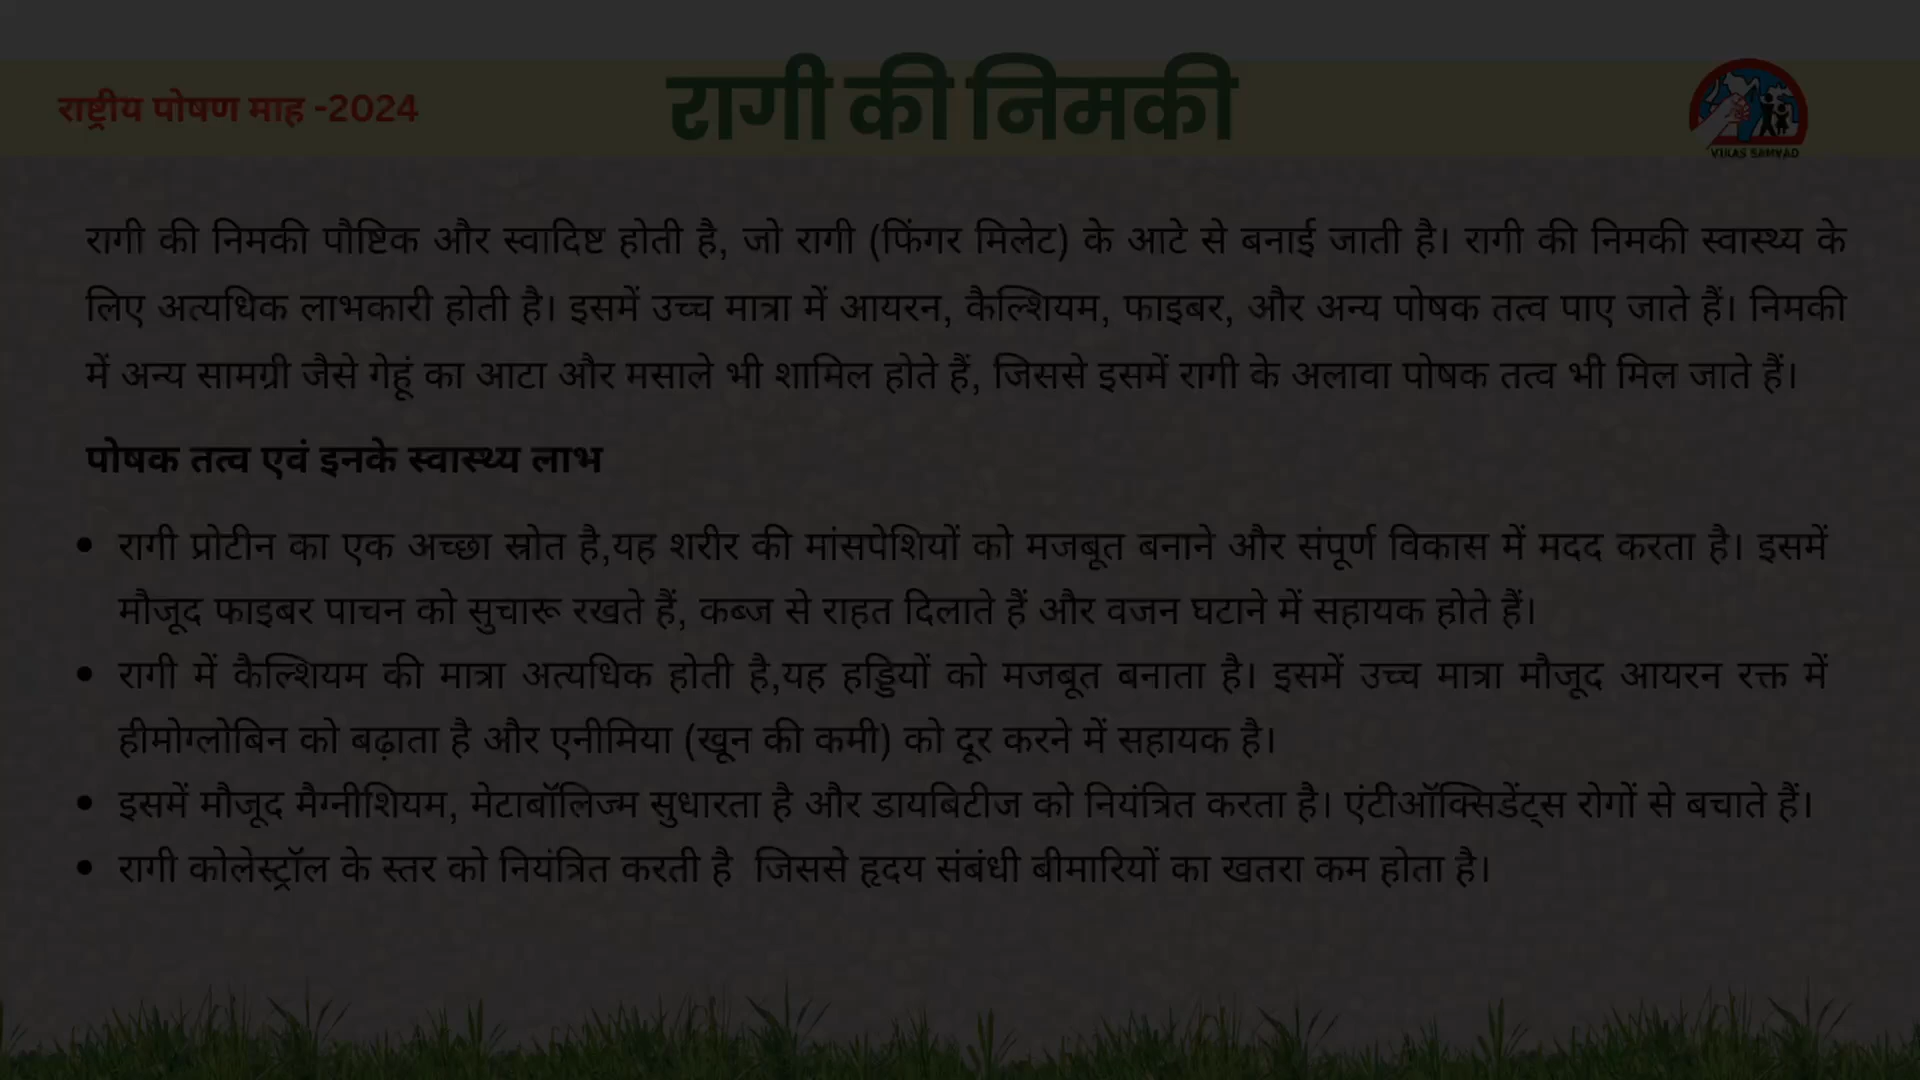 राष्ट्रीय पोषण माह -2024
रागी की निमकी
VIKAS SAMVAD
रागी की निमकी पौष्टिक और स्वादिष्ट होती है, जो रागी (फिंगर मिलेट) के आटे से बनाई जाती है। रागी की निमकी स्वास्थ्य के
लिए अत्यधिक लाभकारी होती है। इसमें उच्च मात्रा में आयरन, कैल्शियम, फाइबर, और अन्य पोषक तत्व पाए जाते हैं। निमकी
में अन्य सामग्री जैसे गेहूं का आटा और मसाले भी शामिल होते हैं, जिससे इसमें रागी के अलावा पोषक तत्व भी मिल जाते हैं।
पोषक तत्व एवं इनके स्वास्थ्य लाभ
• रागी प्रोटीन का एक अच्छा स्रोत है,यह शरीर की मांसपेशियों को मजबूत बनाने और संपूर्ण विकास में मदद करता है। इसमें
मौजूद फाइबर पाचन को सुचारू रखते हैं, कब्ज से राहत दिलाते हैं और वजन घटाने में सहायक होते हैं।
• रागी में कैल्शियम की मात्रा अत्यधिक होती है,यह हड्डियों को मजबूत बनाता है। इसमें उच्च मात्रा मौजूद आयरन रक्त में
हीमोग्लोबिन को बढ़ाता है और एनीमिया (खून की कमी) को दूर करने में सहायक है।
• इसमें मौजूद मैग्नीशियम, मेटाबॉलिज्म सुधारता है और डायबिटीज को नियंत्रित करता है। एंटीऑक्सिडेंट्स रोगों से बचाते हैं।
• रागी कोलेस्ट्रॉल के स्तर को नियंत्रित करती है  जिससे हृदय संबंधी बीमारियों का खतरा कम होता है।